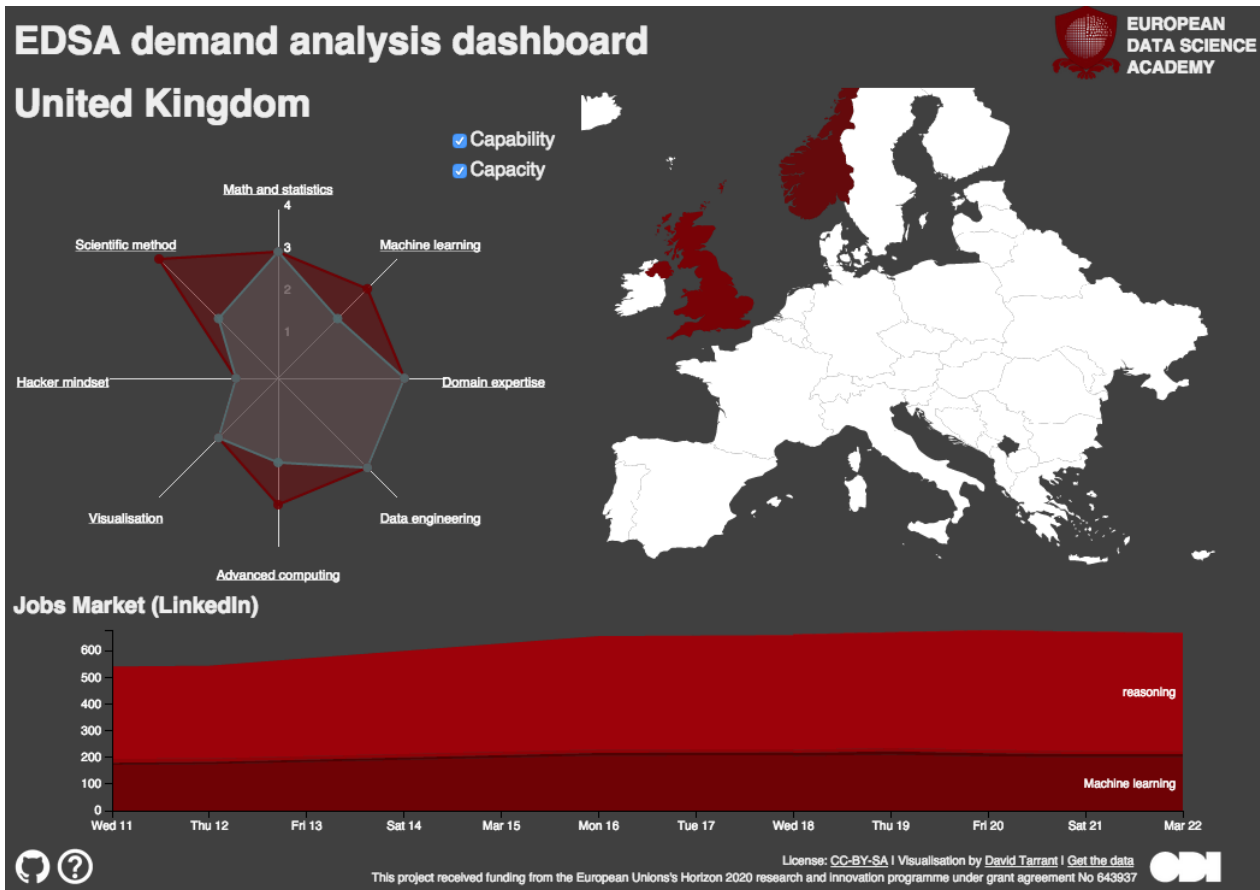 EDSA demand analysis dashboard
EUROPEAN
DATA SCIENCE
ACADEMY
United Kingdom
Capability
Capacity
Math and statistics
4
Scientific method
3
Machine learning
2
1
Hacker mindset
Domain expertise
Visualisation
Data engineering
Advanced computing
Jobs Market (LinkedIn)
600
500
400
300
200
100
0
reasoning
Machine learning
Wed 11 Thu 12 Fri 13 Sat 14 Mar 15 Mon 16 Tue 17 Wed 18 Thu 19 Fri 20 Sat 21 Mar 22
License: CC-BY-SA | Visualisation by David Tarrant | Get the data
This project received funding from the European Unions's Horizon 2020 research and innovation programme under grant agreement No 643937
?
ODI